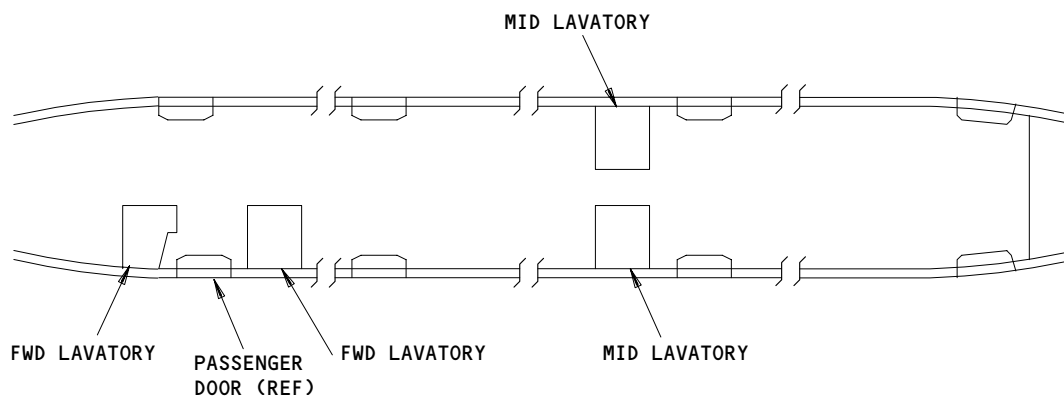 MID LAVATORY
FWD LAVATORY
PASSENGER
DOOR (REF)
FWD LAVATORY
MID LAVATORY